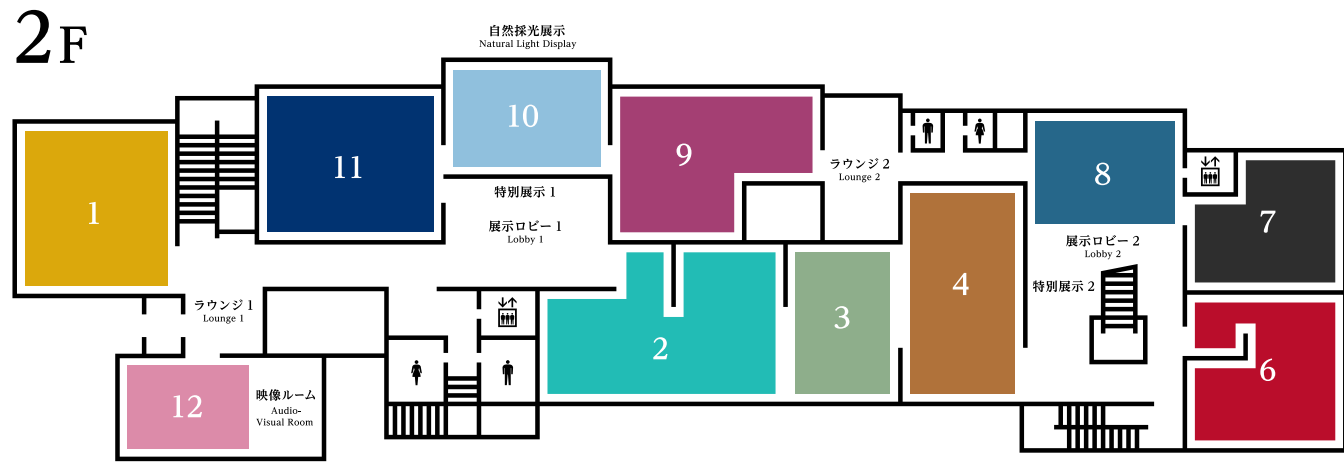 2F
自然採光展示
Natural Light Display
10
11
9
1
8
7
ラウンジ 2
Lounge 2
特別展示 1
展示ロビー 1
Lobby 1
展示ロビー 2
Lobby 2
特別展示 2
4
3
2
6
ラウンジ 1
Lounge 1
12
映像ルーム
Audio-
Visual Room